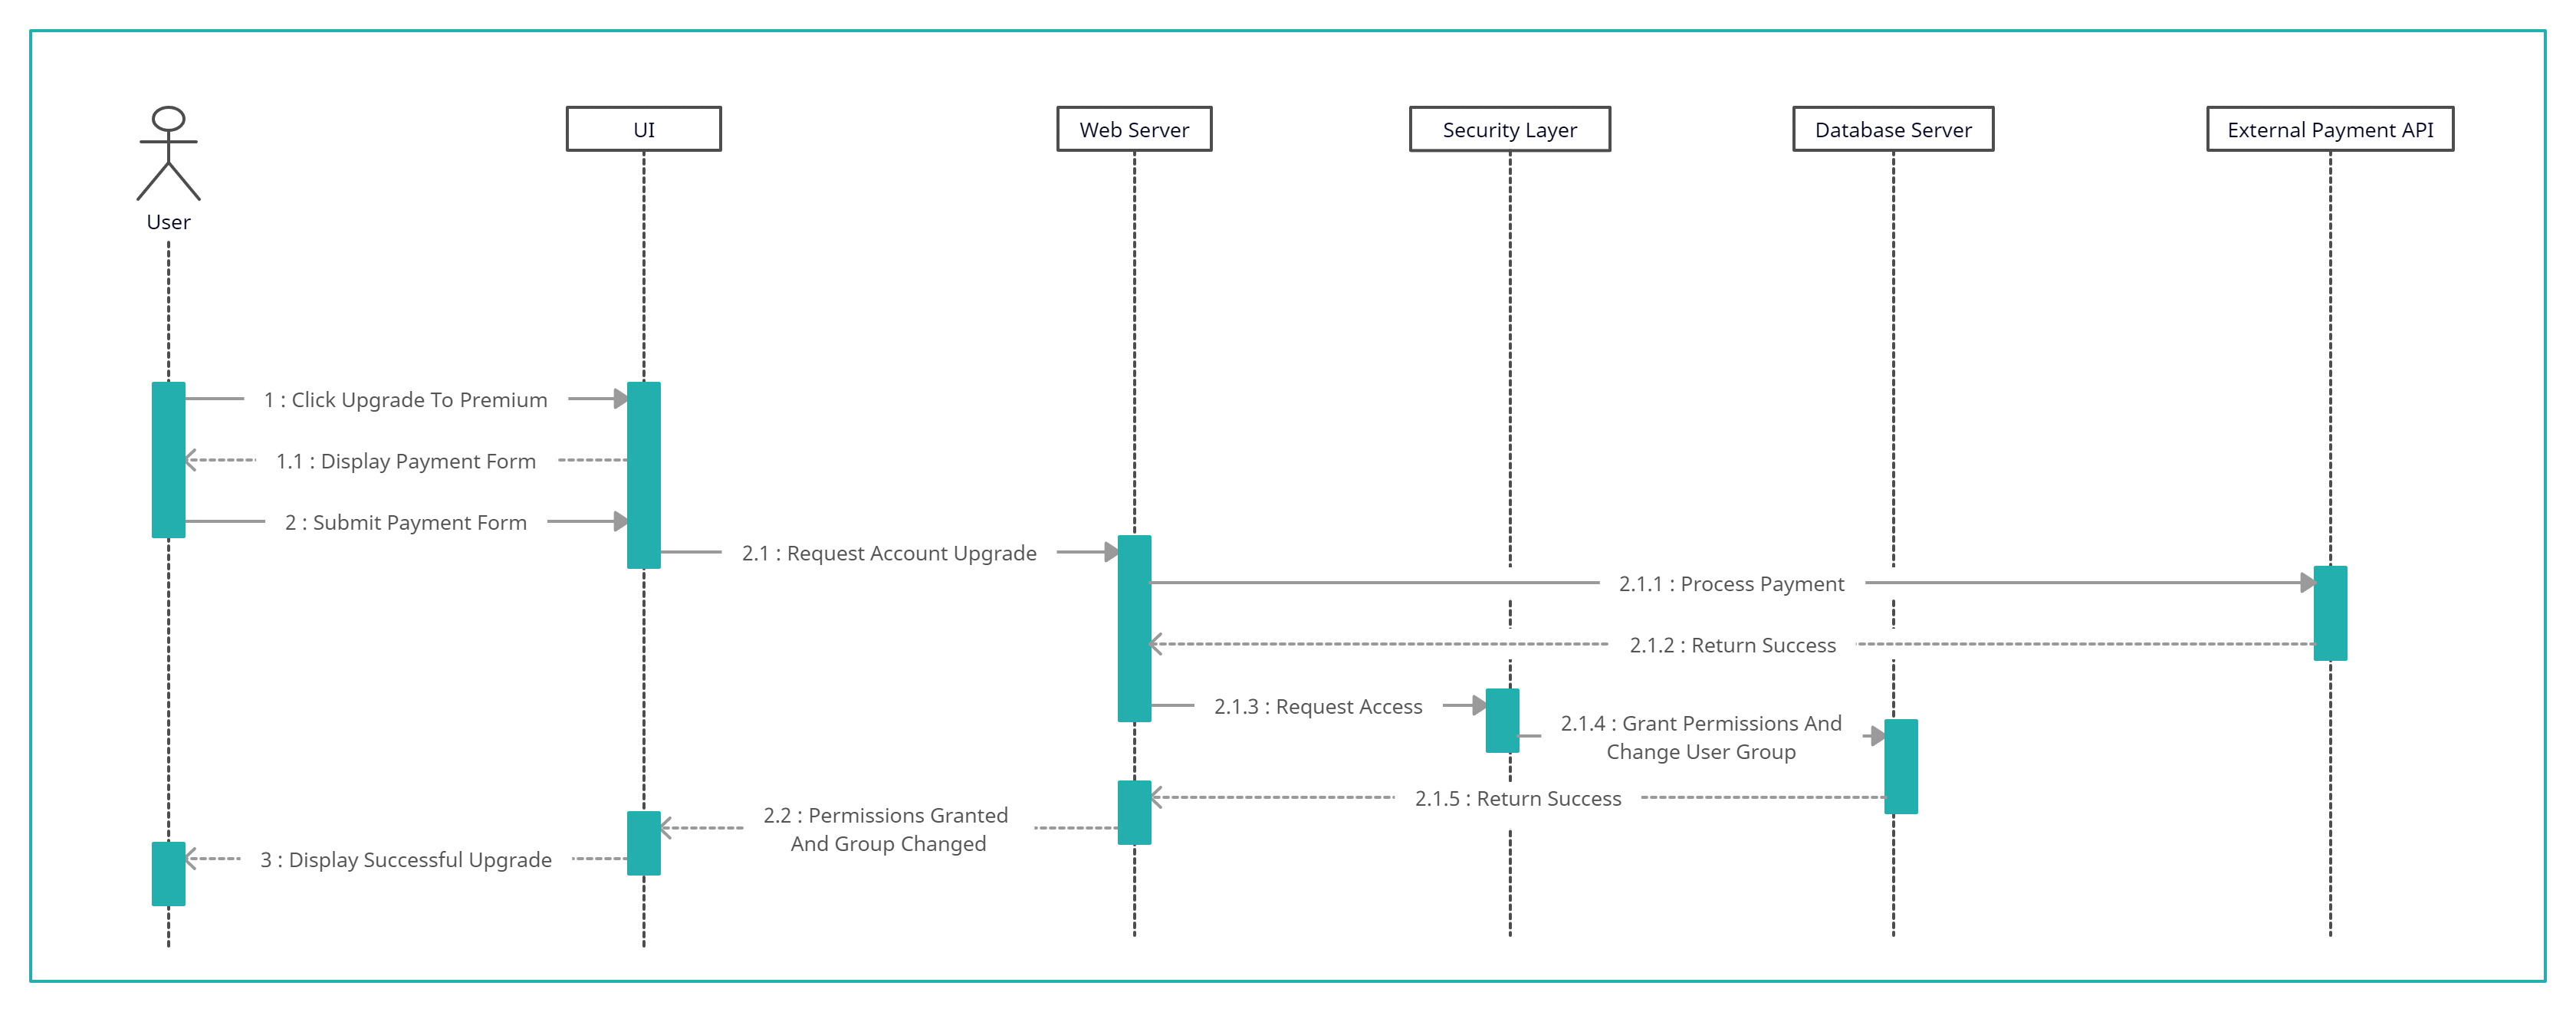 UI
Web Server
Security Layer
Database Server
External Payment API
User
1 : Click Upgrade To Premium
1.1 : Display Payment Form
2 : Submit Payment Form
2.1 : Request Account Upgrade
2.1.1 : Process Payment
2.1.2 : Return Success
2.1.3 : Request Access
2.1.4 : Grant Permissions And
Change User Group
2.1.5 : Return Success
2.2 : Permissions Granted
And Group Changed
3 : Display Successful Upgrade